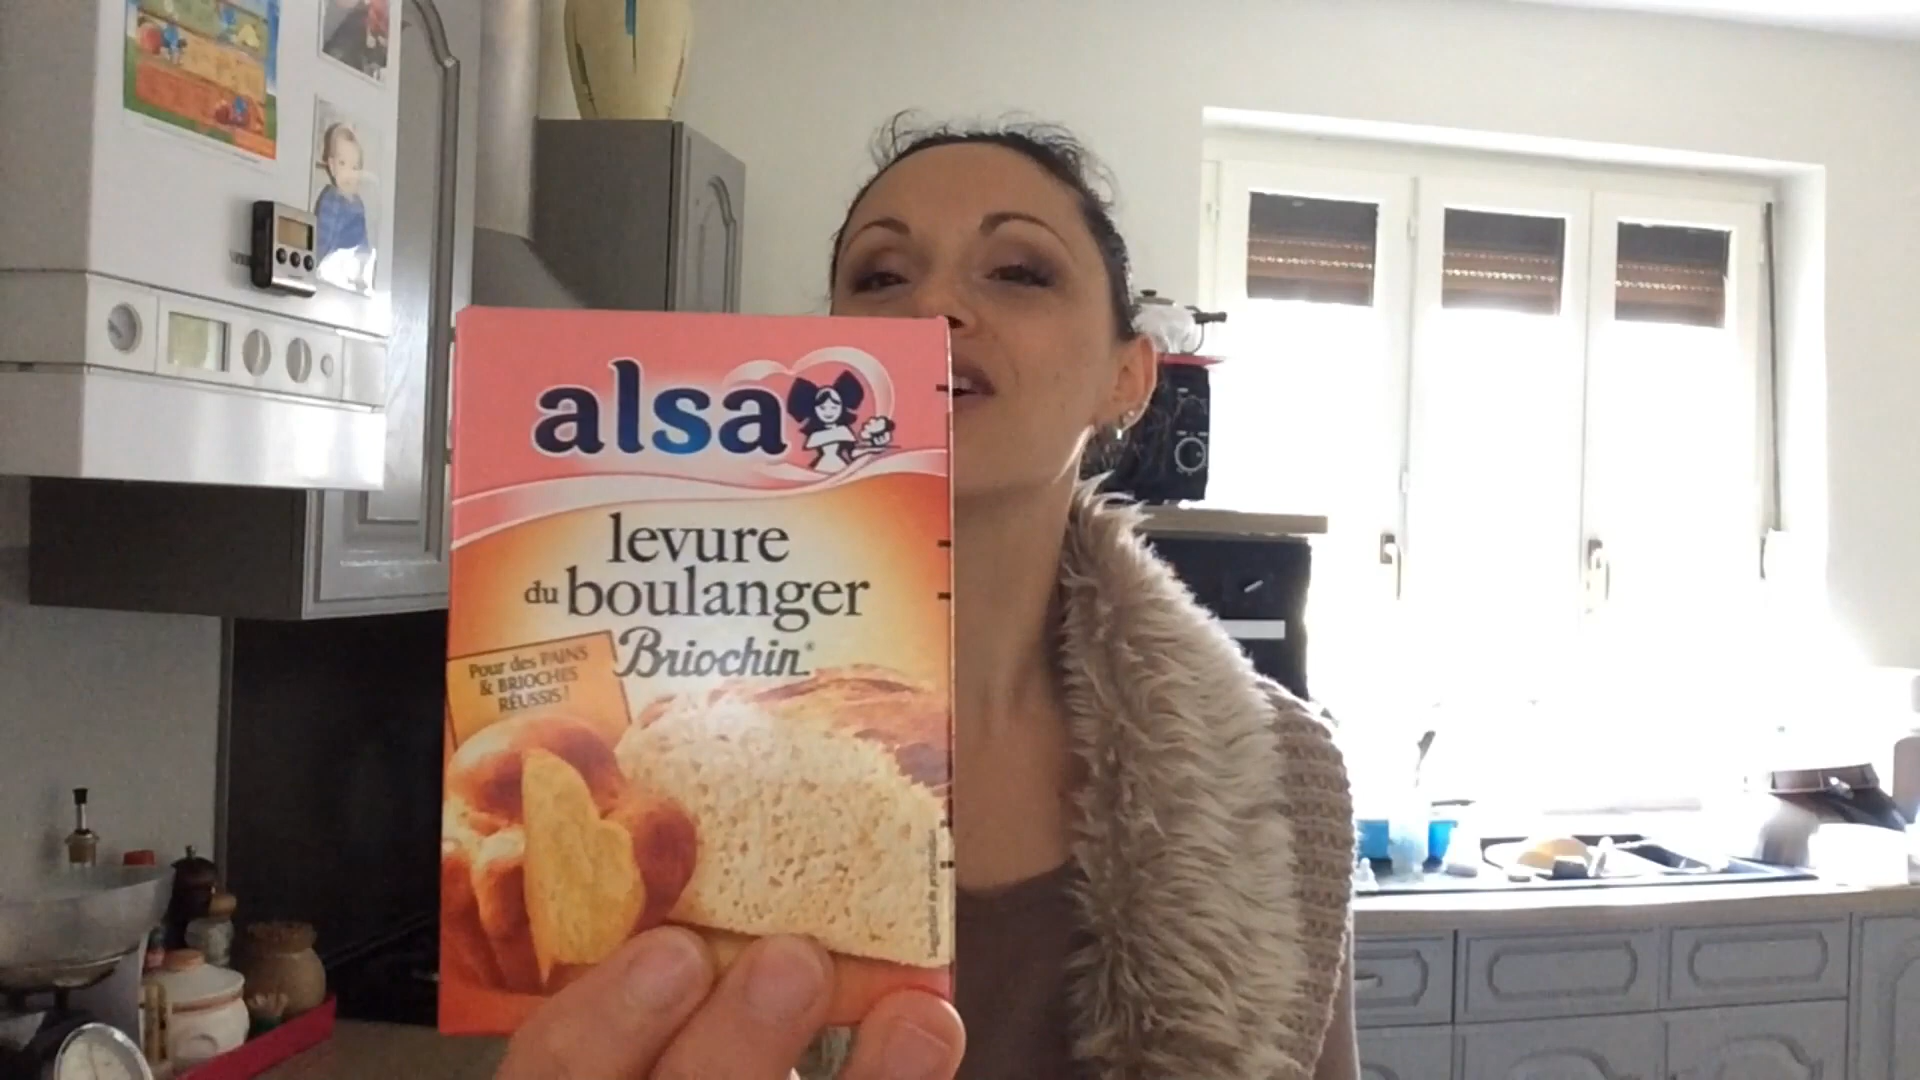 alsa
levure
du boulanger
Briochin®
Pour des PAINS
& BRIOCHES
RÉUSSIS !